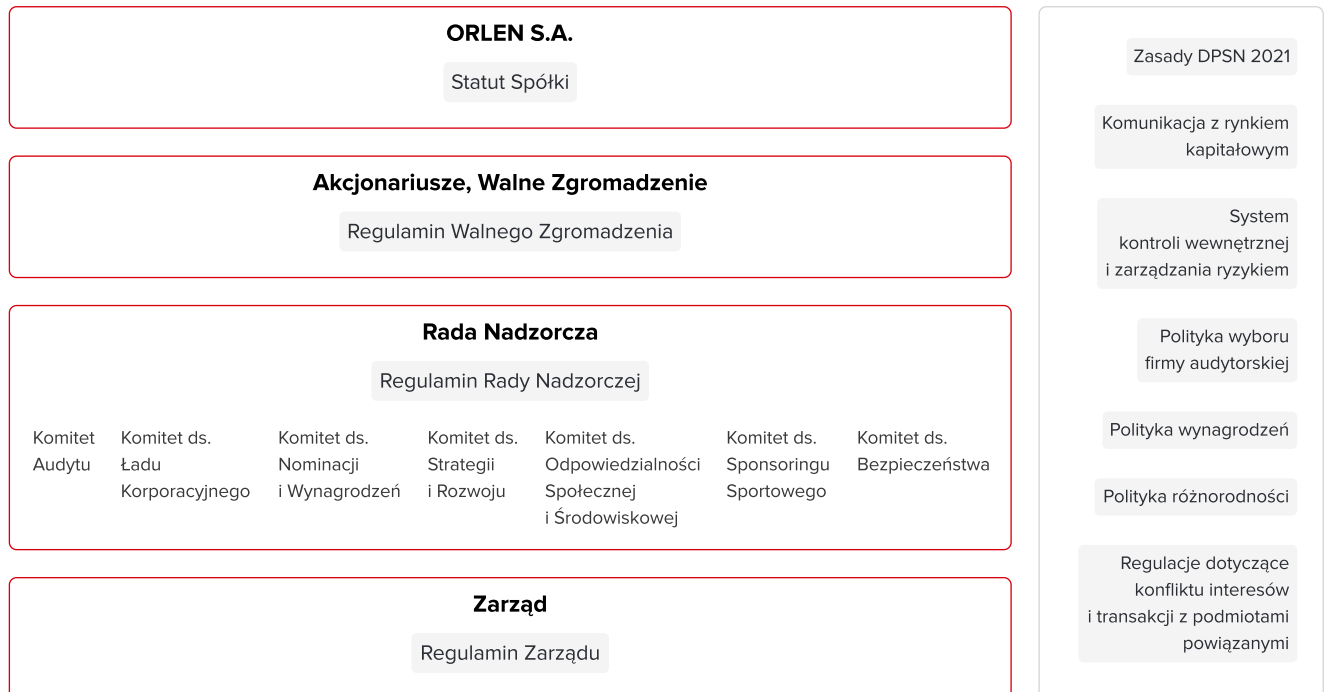 ORLEN S.A.
Statut Spółki
Akcjonariusze, Walne Zgromadzenie
Regulamin Walnego Zgromadzenia
Rada Nadzorcza
Regulamin Rady Nadzorczej
Komitet
Audytu
Komitet ds.
Ładu
Korporacyjnego
Komitet ds.
Nominacji
i Wynagrodzeń
Komitet ds.
Strategii
i Rozwoju
Komitet ds.
Odpowiedzialności
Społecznej
i Środowiskowej
Komitet ds.
Sponsoringu
Sportowego
Komitet ds.
Bezpieczeństwa
Zarząd
Regulamin Zarządu
Zasady DPSN 2021
Komunikacja z rynkiem
kapitałowym
System
kontroli wewnętrznej
i zarządzania ryzykiem
Polityka wyboru
firmy audytorskiej
Polityka wynagrodzeń
Polityka różnorodności
Regulacje dotyczące
konfliktu interesów
i transakcji z podmiotami
powiązanymi